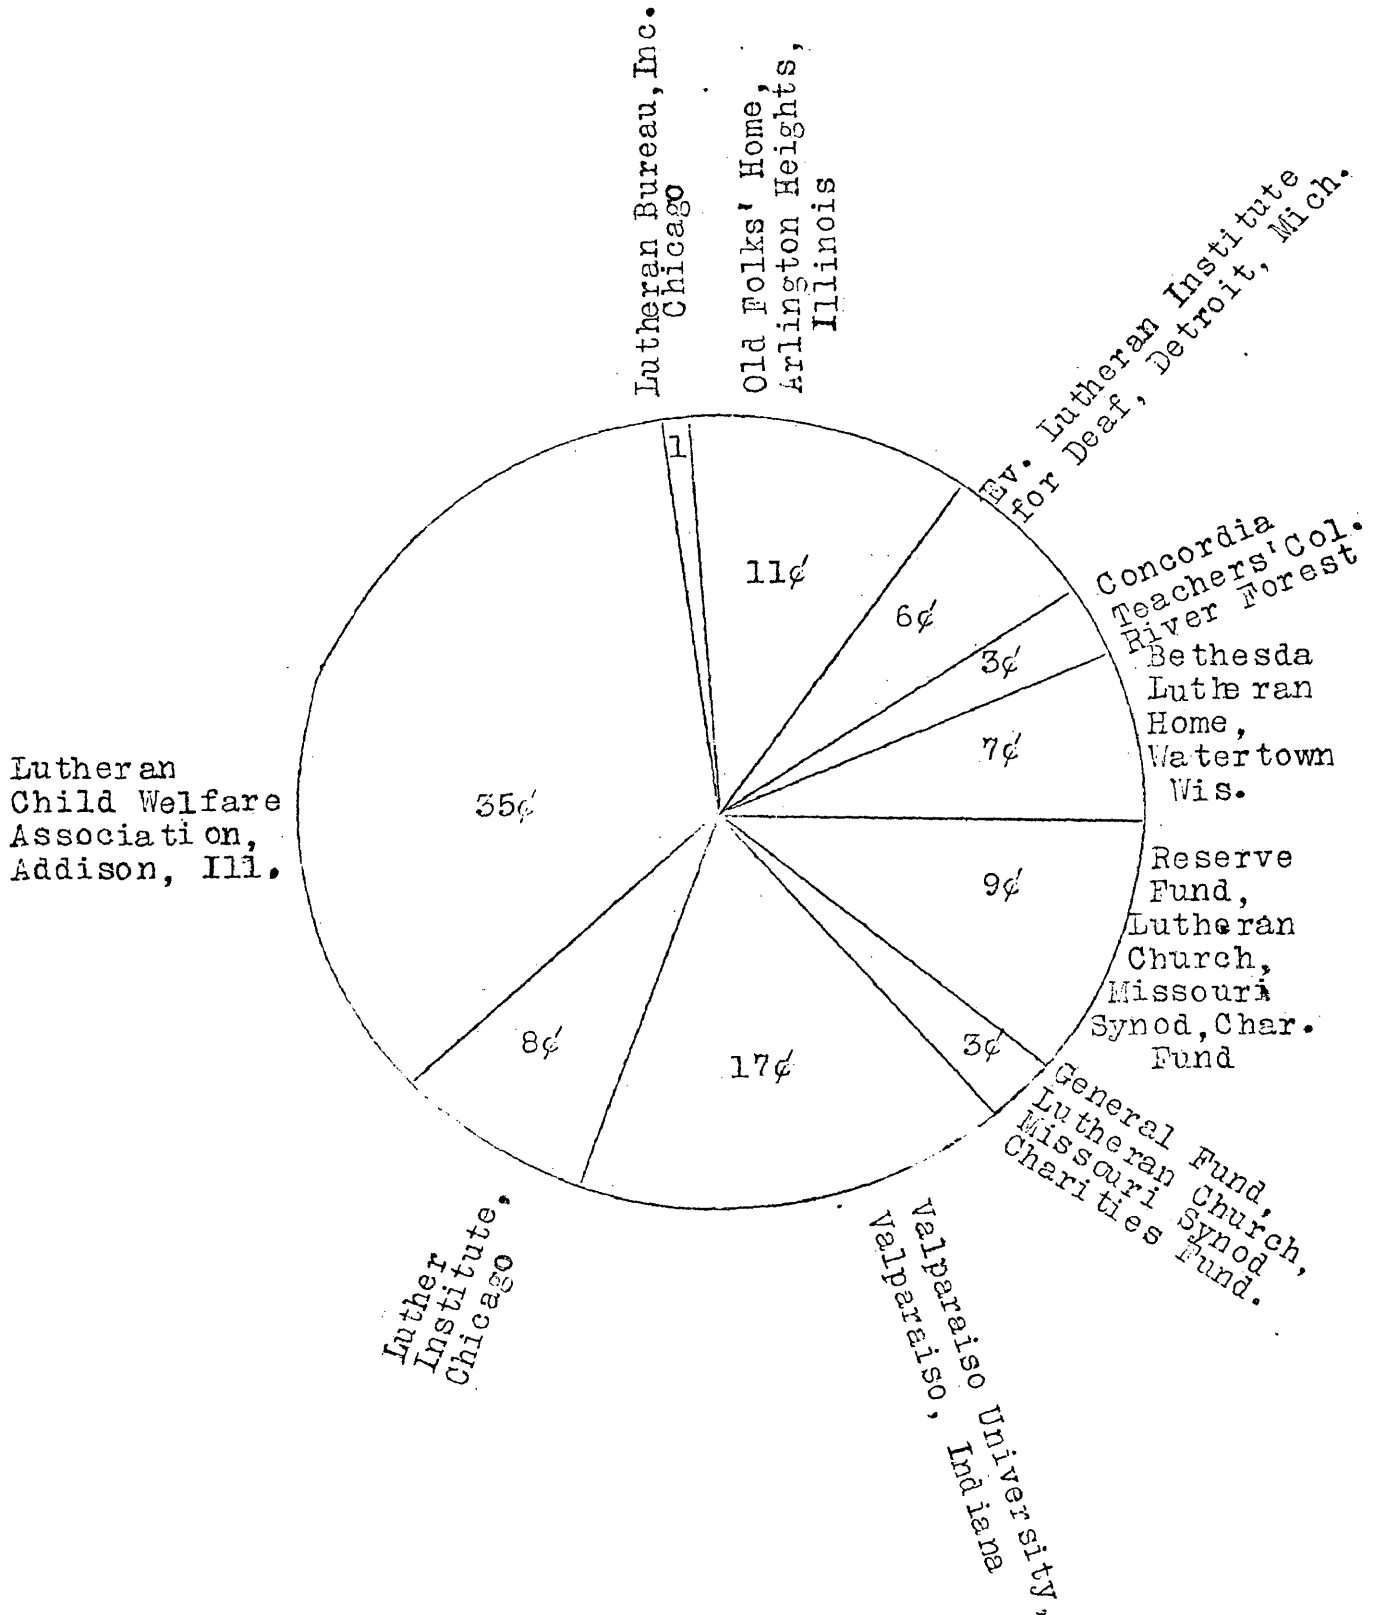 Lutheran Bureau, Inc.
Chicago
Old Folks' Home,
Arlington Heights,
Illinois
Ev. Lutheran Institute
for Deaf, Detroit, Mich.
Concordia
Teachers' Col.
River Forest
Bethesda
Lutheran
Home,
Watertown
Wis.
Reserve
Fund,
Lutheran
Church,
Missouri
Synod, Char.
Fund
General Fund,
Lutheran Church,
Missouri Synod
Charities Fund.
Valparaiso University,
Valparaiso, Indiana
Luther
Institute,
Chicago
Lutheran
Child Welfare
Association,
Addison, Ill.
1
11¢
6¢
3¢
7¢
9¢
3¢
17¢
8¢
35¢